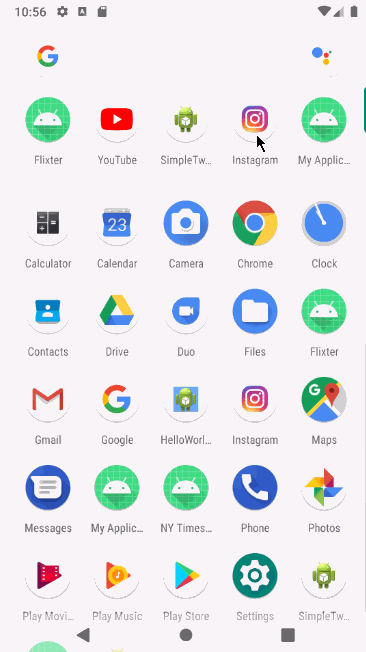 10:56
Flixter YouTube SimpleTw... Instagram My Applic...
Calculator Calendar Camera Chrome Clock
Contacts Drive Duo Files Flixter
Gmail Google HelloWorl... Instagram Maps
Messages My Applic... NY Times... Phone Photos
Play Movi... Play Music Play Store Settings SimpleTw...